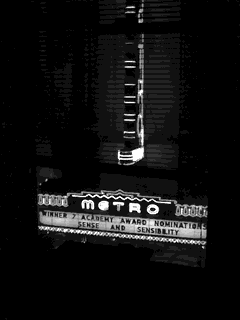 METRO
WINNER 7 ACADEMY AWARD NOMINATIONS
SENSE AND SENSIBILITY